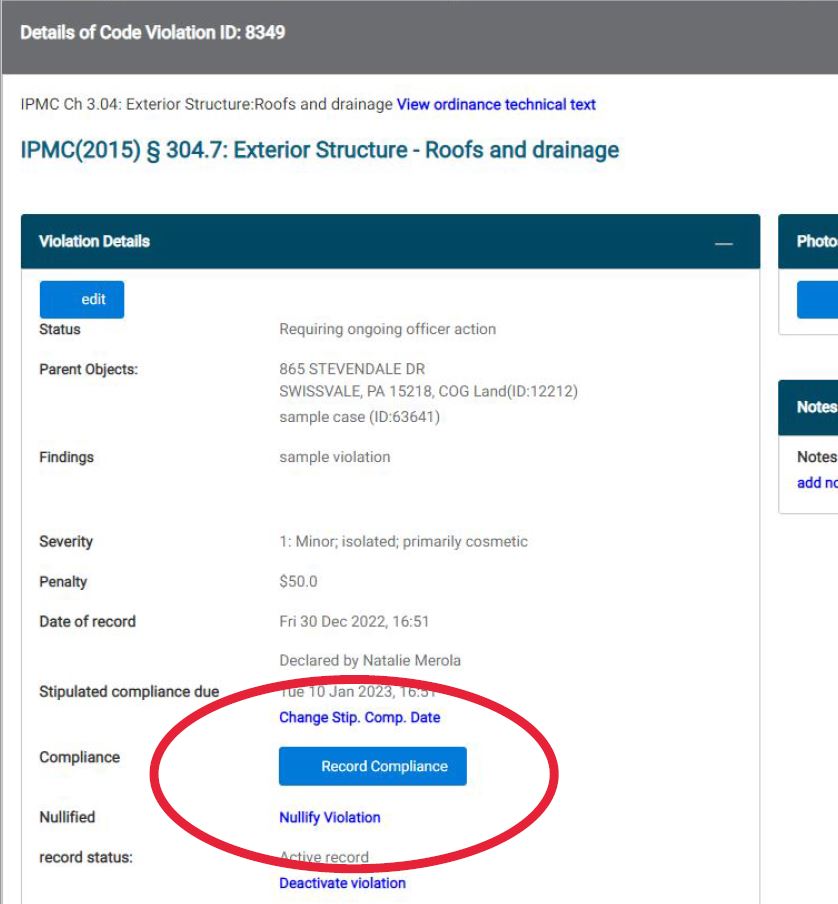 Details of Code Violation ID: 8349
IPMC Ch 3.04: Exterior Structure:Roofs and drainage View ordinance technical text
IPMC(2015) § 304.7: Exterior Structure - Roofs and drainage
Violation Details
edit
Status Requiring ongoing officer action
Parent Objects: 865 STEVENDALE DR
SWISSVALE, PA 15218, COG Land(ID:12212)
sample case (ID:63641)
Findings sample violation
Severity 1: Minor; isolated; primarily cosmetic
Penalty $50.0
Date of record Fri 30 Dec 2022, 16:51
Declared by Natalie Merola
Stipulated compliance due Tue 10 Jan 2023, 16:51
Change Stip. Comp. Date
Compliance Record Compliance
Nullified Nullify Violation
record status: Active record
Deactivate violation
Photo
Notes
Notes
add no